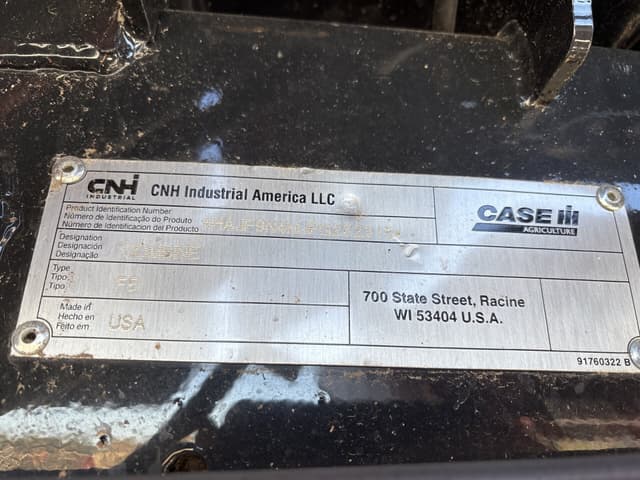 CNH INDUSTRIAL
CNH Industrial America LLC
Product Identification Number
Número de Identificação do Produto
Número de Identificacion del Producto
CASE IH
AGRICULTURE
Designation
Designación
Designação
Type
Tipo
Tipo
700 State Street, Racine
WI 53404 U.S.A.
Made in
Hecho en
Feito em
USA
91760322 B